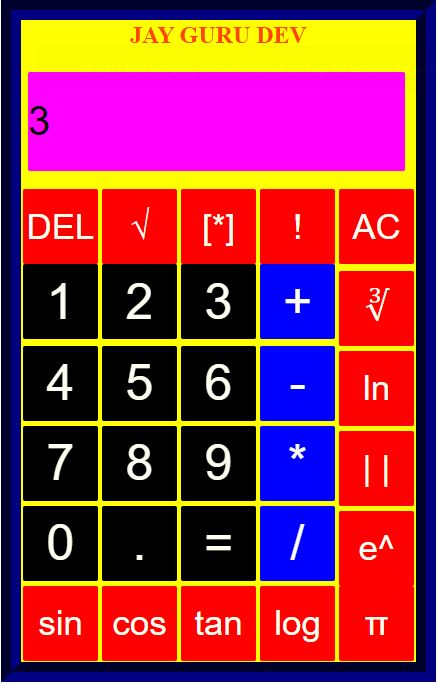 JAY GURU DEV
3
DEL √ [*] ! AC
1 2 3 + ∛
4 5 6 - ln
7 8 9 * | |
0 . = / e^
sin cos tan log π